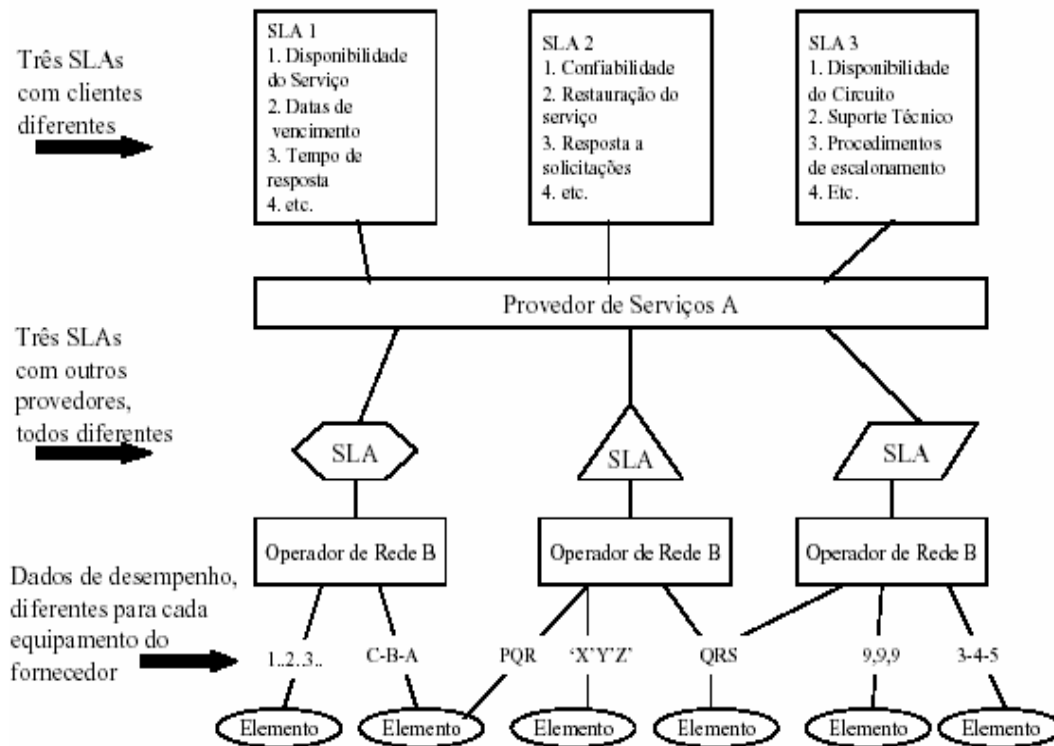 Três SLAs
com clientes
diferentes
SLA 1
1. Disponibilidade
do Serviço
2. Datas de
vencimento
3. Tempo de
resposta
4. etc.
SLA 2
1. Confiabilidade
2. Restauração do
serviço
3. Resposta a
solicitações
4. etc.
SLA 3
1. Disponibilidade
do Circuito
2. Suporte Técnico
3. Procedimentos
de escalonamento
4. Etc.
Provedor de Serviços A
Três SLAs
com outros
provedores,
todos diferentes
SLA
SLA
SLA
Operador de Rede B
Operador de Rede B
Operador de Rede B
Dados de desempenho,
diferentes para cada
equipamento do
fornecedor
1..2..3..
C-B-A
PQR
‘X’Y’Z’
QRS
9,9,9
3-4-5
Elemento
Elemento
Elemento
Elemento
Elemento
Elemento